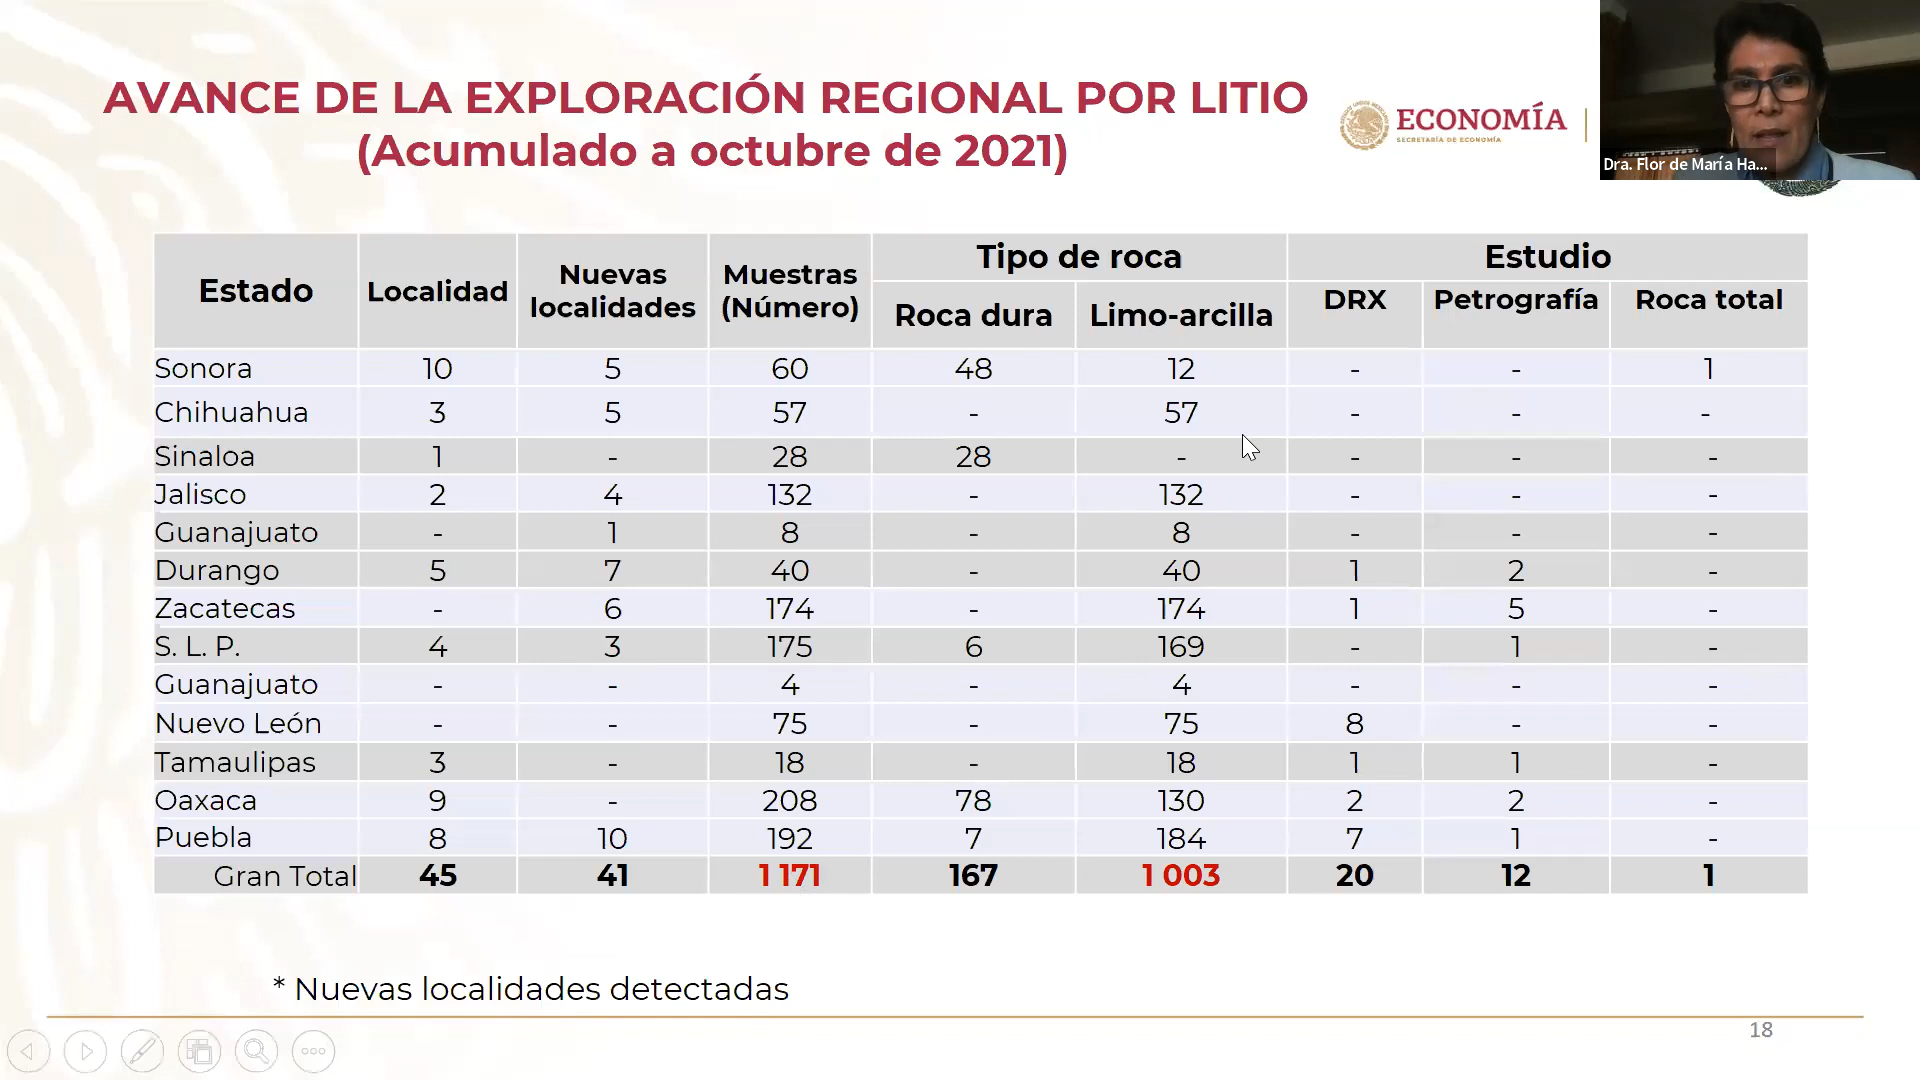 AVANCE DE LA EXPLORACIÓN REGIONAL POR LITIO
(Acumulado a octubre de 2021)
ECONOMÍA
SECRETARÍA DE ECONOMÍA
Dra. Flor de María Ha...
Estado Localidad Nuevas localidades Muestras (Número) Tipo de roca Estudio
Roca dura Limo-arcilla DRX Petrografía Roca total
Sonora 10 5 60 48 12 - - 1
Chihuahua 3 5 57 - 57 - - -
Sinaloa 1 - 28 28 - - - -
Jalisco 2 4 132 - 132 - - -
Guanajuato - 1 8 - 8 - - -
Durango 5 7 40 - 40 1 2 -
Zacatecas - 6 174 - 174 1 5 -
S. L. P. 4 3 175 6 169 - 1 -
Guanajuato - - 4 - 4 - - -
Nuevo León - - 75 - 75 8 - -
Tamaulipas 3 - 18 - 18 1 1 -
Oaxaca 9 - 208 78 130 2 2 -
Puebla 8 10 192 7 184 7 1 -
Gran Total 45 41 1 171 167 1 003 20 12 1
* Nuevas localidades detectadas
18